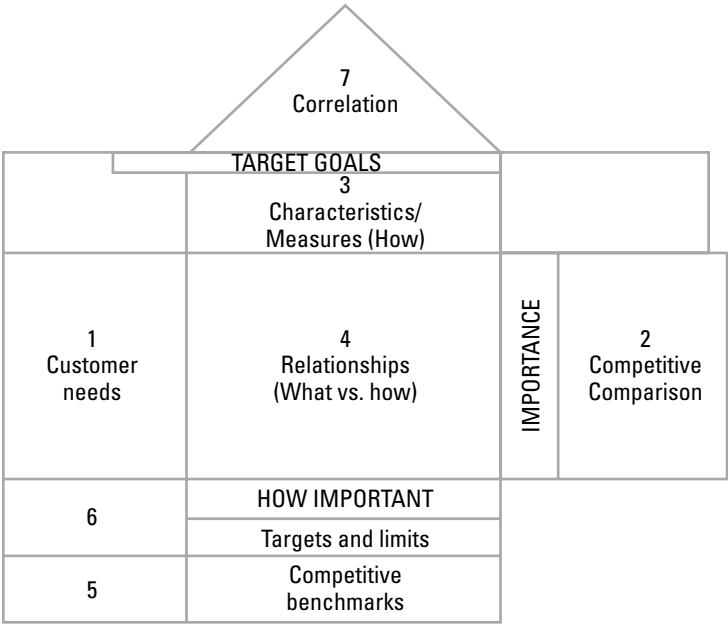 7
Correlation
TARGET GOALS
3
Characteristics/
Measures (How)
1
Customer
needs
4
Relationships
(What vs. how)
IMPORTANCE
2
Competitive
Comparison
6
HOW IMPORTANT
Targets and limits
5
Competitive
benchmarks